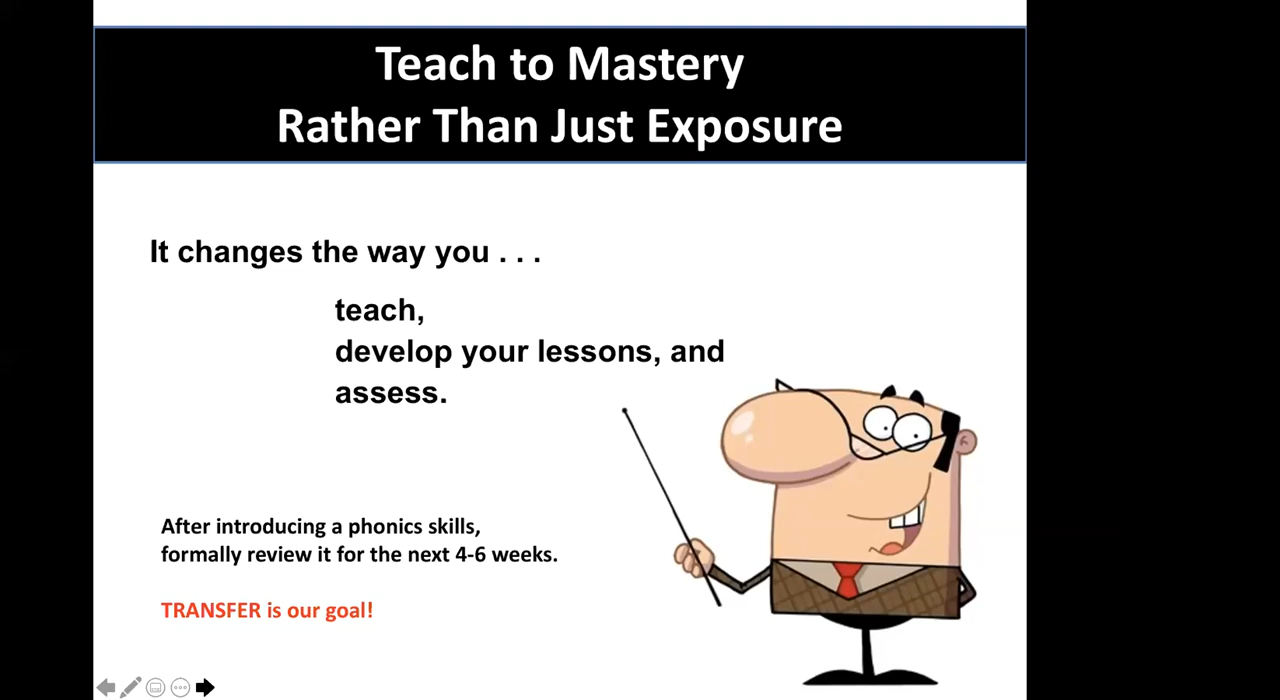 Teach to Mastery
Rather Than Just Exposure
It changes the way you . . .
teach,
develop your lessons, and
assess.
After introducing a phonics skills,
formally review it for the next 4-6 weeks.
TRANSFER is our goal!